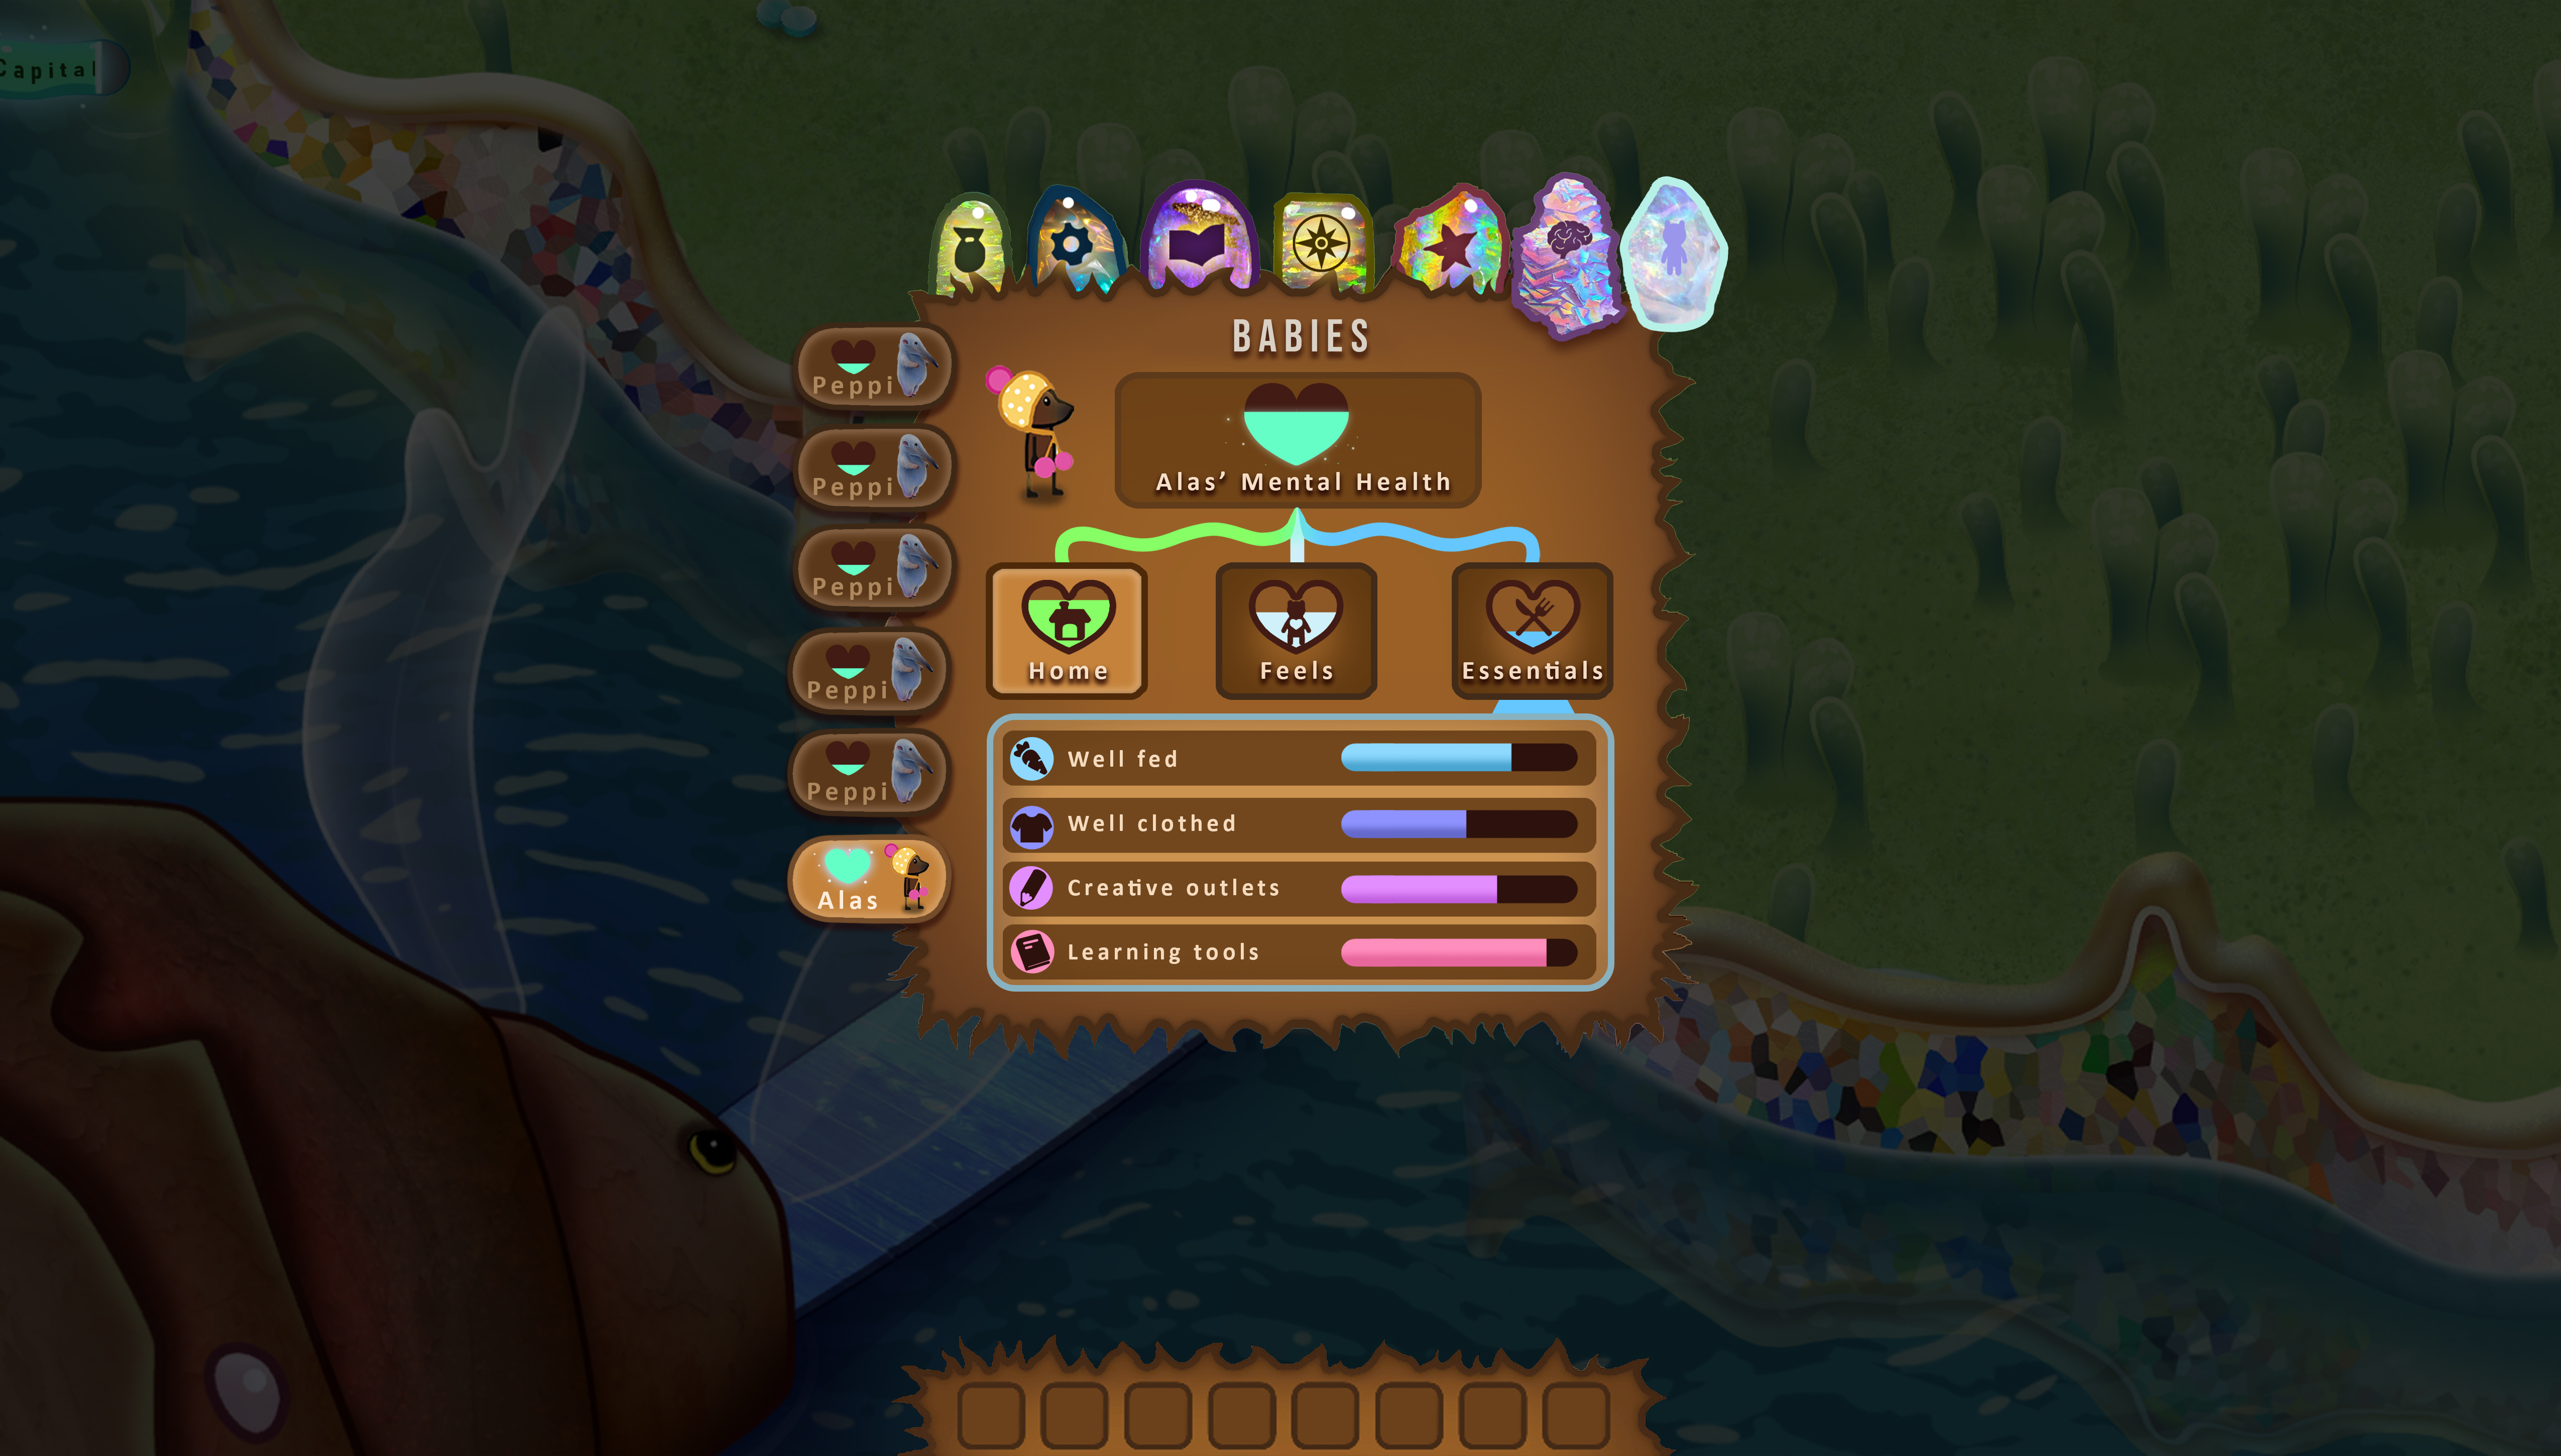 Capital
BABIES
Peppi
Peppi
Peppi
Peppi
Peppi
Alas
Alas’ Mental Health
Home
Feels
Essentials
Well fed
Well clothed
Creative outlets
Learning tools